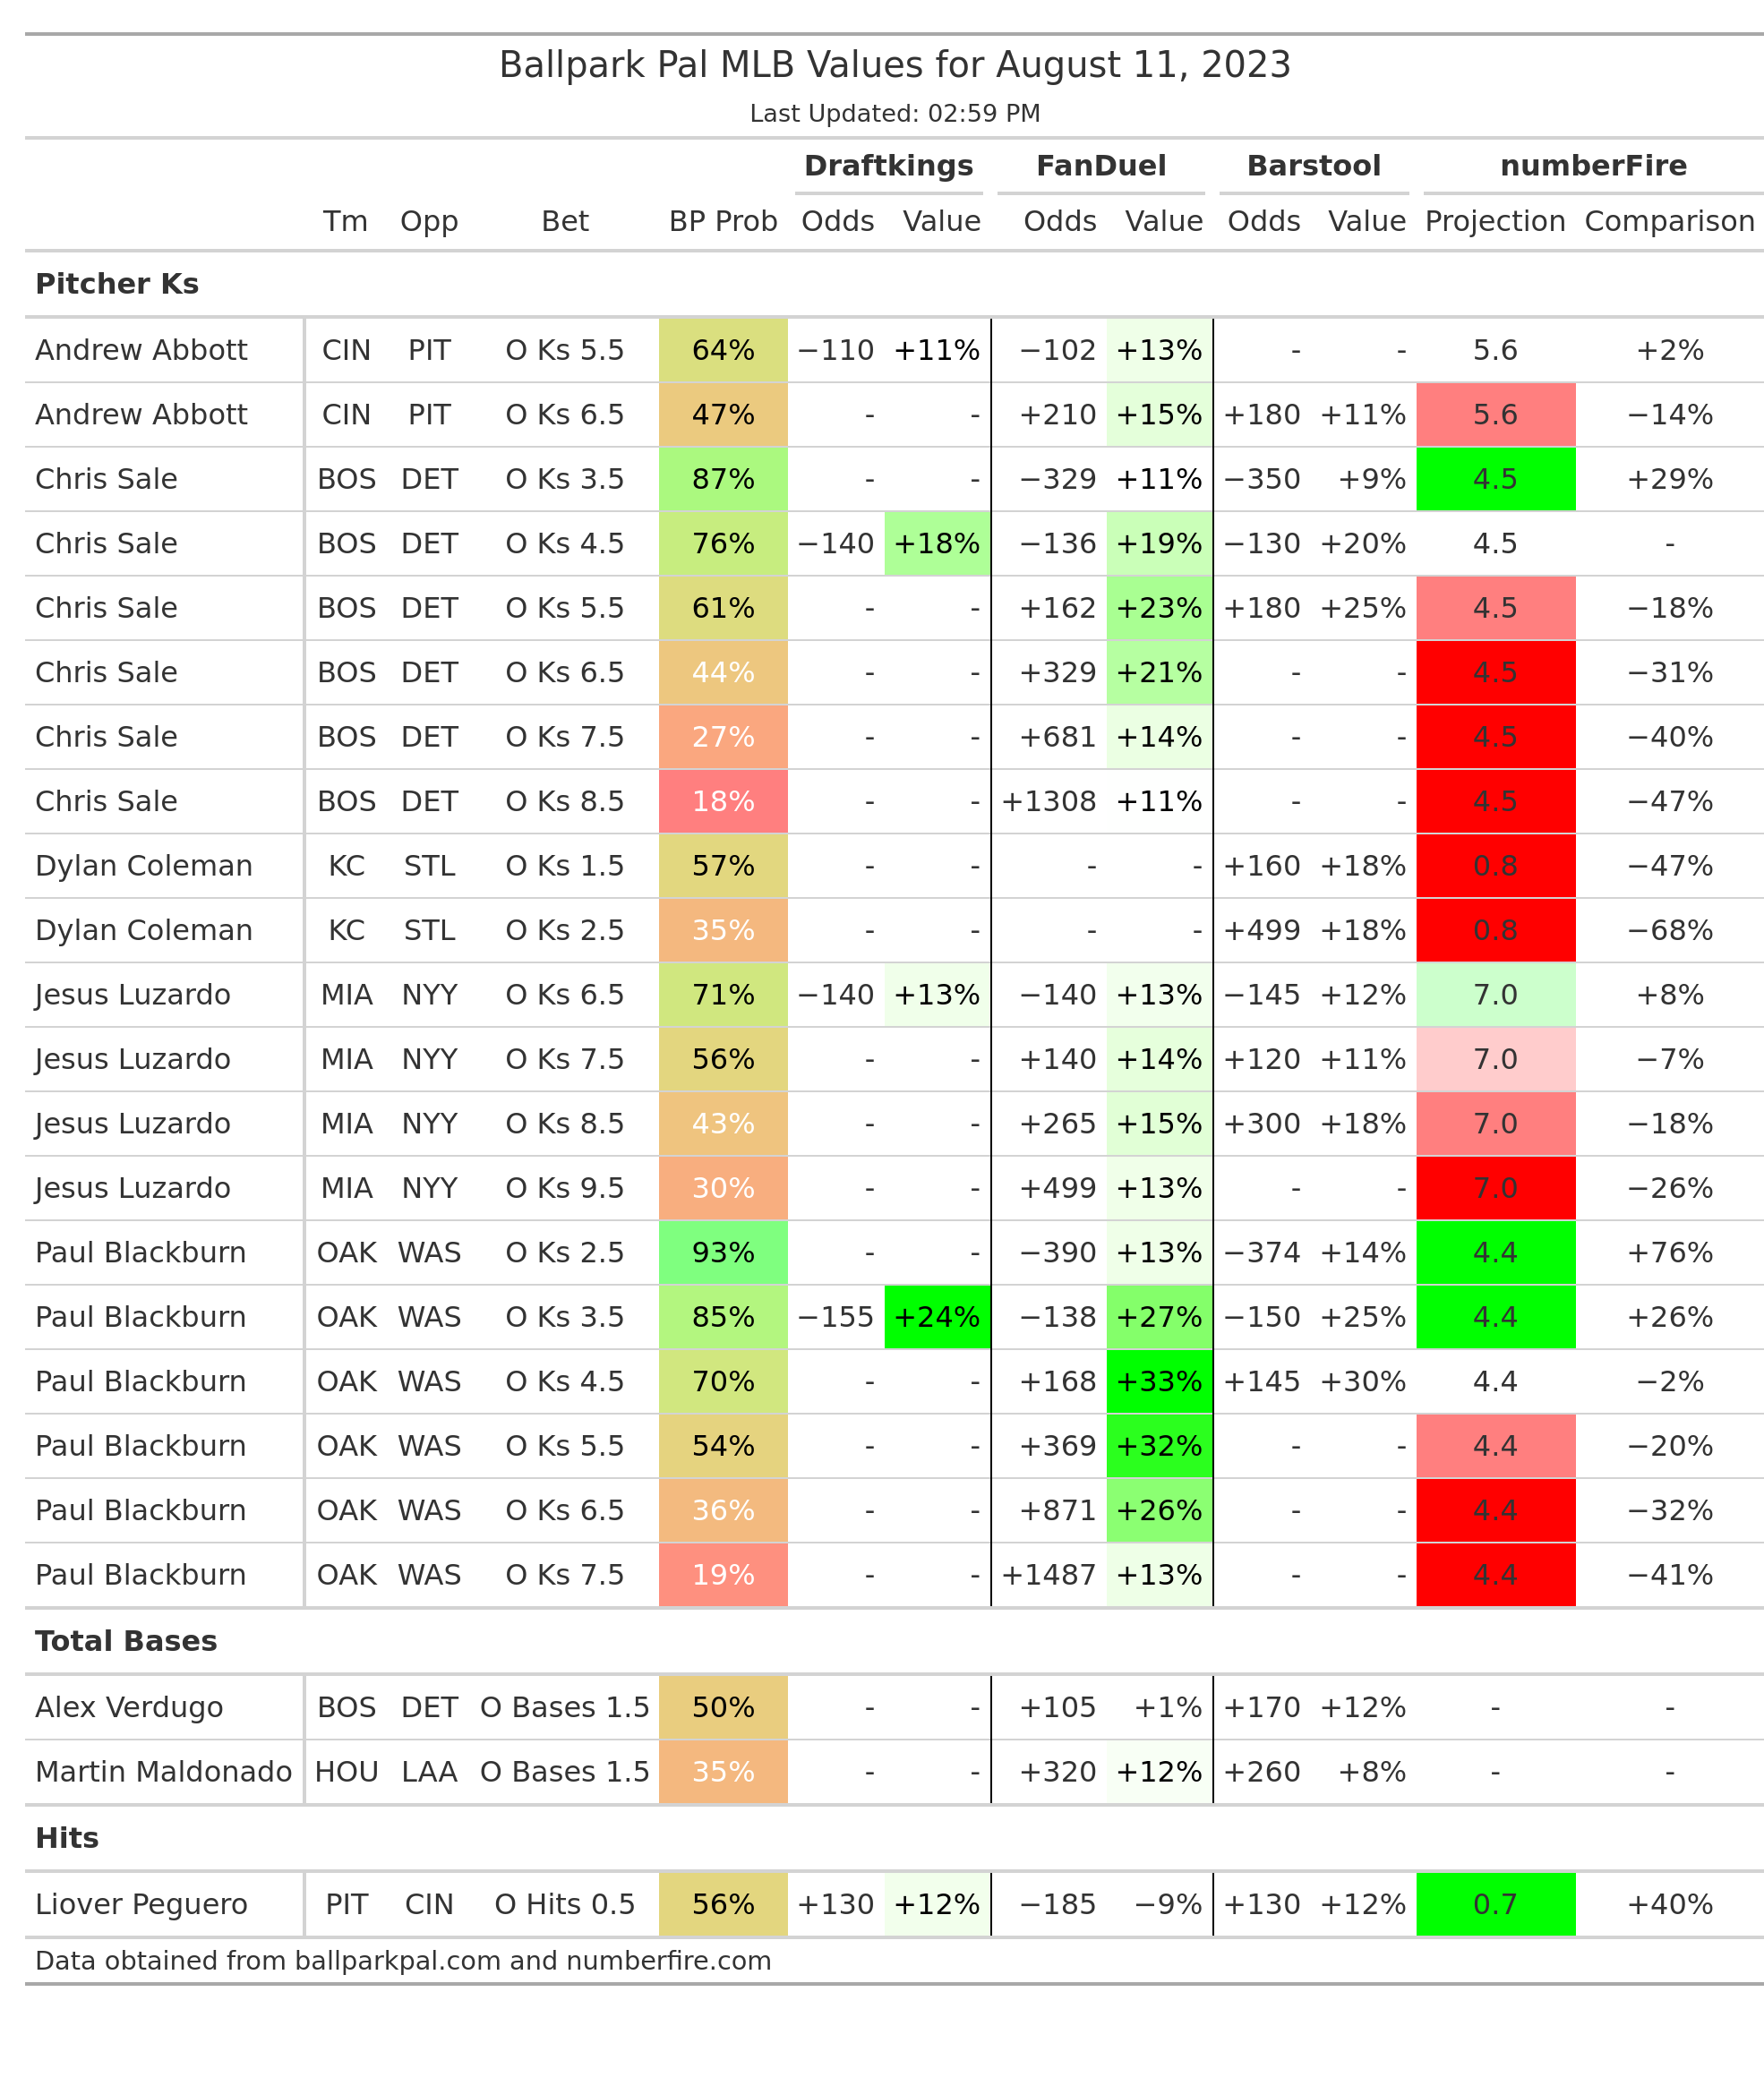 Ballpark Pal MLB Values for August 11, 2023
Last Updated: 02:59 PM
Draftkings FanDuel Barstool numberFire
Tm Opp Bet BP Prob Odds Value Odds Value Odds Value Projection Comparison
Pitcher Ks
Andrew Abbott CIN PIT O Ks 5.5 64% −110 +11% −102 +13% - - 5.6 +2%
Andrew Abbott CIN PIT O Ks 6.5 47% - - +210 +15% +180 +11% 5.6 −14%
Chris Sale BOS DET O Ks 3.5 87% - - −329 +11% −350 +9% 4.5 +29%
Chris Sale BOS DET O Ks 4.5 76% −140 +18% −136 +19% −130 +20% 4.5 -
Chris Sale BOS DET O Ks 5.5 61% - - +162 +23% +180 +25% 4.5 −18%
Chris Sale BOS DET O Ks 6.5 44% - - +329 +21% - - 4.5 −31%
Chris Sale BOS DET O Ks 7.5 27% - - +681 +14% - - 4.5 −40%
Chris Sale BOS DET O Ks 8.5 18% - - +1308 +11% - - 4.5 −47%
Dylan Coleman KC STL O Ks 1.5 57% - - - - +160 +18% 0.8 −47%
Dylan Coleman KC STL O Ks 2.5 35% - - - - +499 +18% 0.8 −68%
Jesus Luzardo MIA NYY O Ks 6.5 71% −140 +13% −140 +13% −145 +12% 7.0 +8%
Jesus Luzardo MIA NYY O Ks 7.5 56% - - +140 +14% +120 +11% 7.0 −7%
Jesus Luzardo MIA NYY O Ks 8.5 43% - - +265 +15% +300 +18% 7.0 −18%
Jesus Luzardo MIA NYY O Ks 9.5 30% - - +499 +13% - - 7.0 −26%
Paul Blackburn OAK WAS O Ks 2.5 93% - - −390 +13% −374 +14% 4.4 +76%
Paul Blackburn OAK WAS O Ks 3.5 85% −155 +24% −138 +27% −150 +25% 4.4 +26%
Paul Blackburn OAK WAS O Ks 4.5 70% - - +168 +33% +145 +30% 4.4 −2%
Paul Blackburn OAK WAS O Ks 5.5 54% - - +369 +32% - - 4.4 −20%
Paul Blackburn OAK WAS O Ks 6.5 36% - - +871 +26% - - 4.4 −32%
Paul Blackburn OAK WAS O Ks 7.5 19% - - +1487 +13% - - 4.4 −41%
Total Bases
Alex Verdugo BOS DET O Bases 1.5 50% - - +105 +1% +170 +12% - -
Martin Maldonado HOU LAA O Bases 1.5 35% - - +320 +12% +260 +8% - -
Hits
Liover Peguero PIT CIN O Hits 0.5 56% +130 +12% −185 −9% +130 +12% 0.7 +40%
Data obtained from ballparkpal.com and numberfire.com